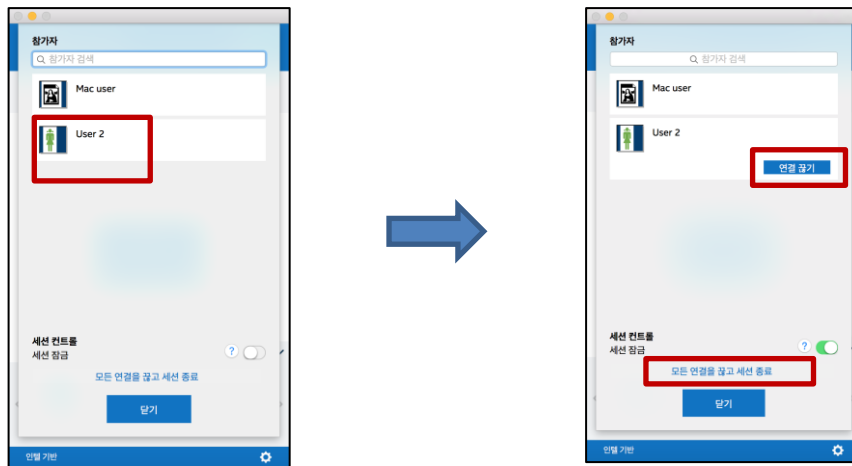 참가자
참가자 검색
Mac user
User 2
세션 컨트롤
세션 잠금
?
모든 연결을 끊고 세션 종료
닫기
인텔 기반
참가자
참가자 검색
Mac user
User 2
연결 끊기
세션 컨트롤
세션 잠금
?
모든 연결을 끊고 세션 종료
닫기
인텔 기반